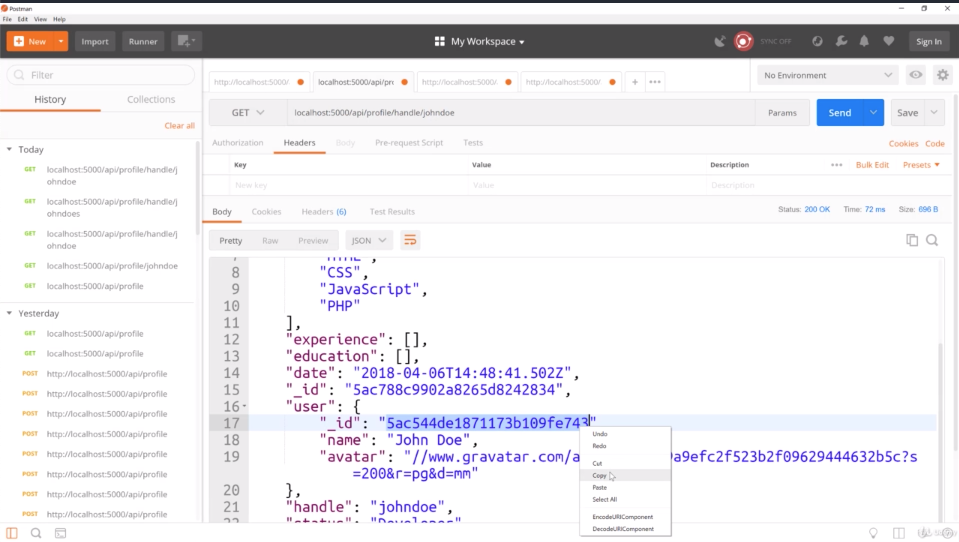 Postman
File Edit View Help
New Import Runner My Workspace SYNC OFF Sign In
Filter
History Collections
Clear all
Today
GET localhost:5000/api/profile/handle/j
ohndoe
GET localhost:5000/api/profile/handle/j
ohndoes
GET localhost:5000/api/profile/handle/j
ohndoe
GET localhost:5000/api/profile/johndoe
GET localhost:5000/api/profile
Yesterday
GET localhost:5000/api/profile
GET localhost:5000/api/profile
POST http://localhost:5000/api/profile
POST http://localhost:5000/api/profile
POST http://localhost:5000/api/profile
POST http://localhost:5000/api/profile
POST http://localhost:5000/api/profile
POST http://localhost:5000/api/profile
POST http://localhost:5000/api/profile
POST http://localhost:5000/api/profile
http://localhost:5000/ localhost:5000/api/pr http://localhost:5000/ http://localhost:5000/ + ••• No Environment
GET localhost:5000/api/profile/handle/johndoe Params Send Save
Authorization Headers Body Pre-request Script Tests Cookies Code
Key Value Description ••• Bulk Edit Presets
New key Value Description
Body Cookies Headers (6) Test Results Status: 200 OK Time: 72 ms Size: 696 B
Pretty Raw Preview JSON
7 "HTML",
8 "CSS",
9 "JavaScript",
10 "PHP"
11 ],
12 "experience": [],
13 "education": [],
14 "date": "2018-04-06T14:48:41.502Z",
15 "_id": "5ac788c9902a8265d8242834",
16 "user": {
17 "_id": "5ac544de1871173b109fe743"
18 "name": "John Doe",
19 "avatar": "//www.gravatar.com/a 9a9efc2f523b2f09629444632b5c?s
=200&r=pg&d=mm"
20 },
21 "handle": "johndoe",
22 "status": "Developer",
Undo
Redo
Cut
Copy
Paste
Select All
EncodeURIComponent
DecodeURIComponent